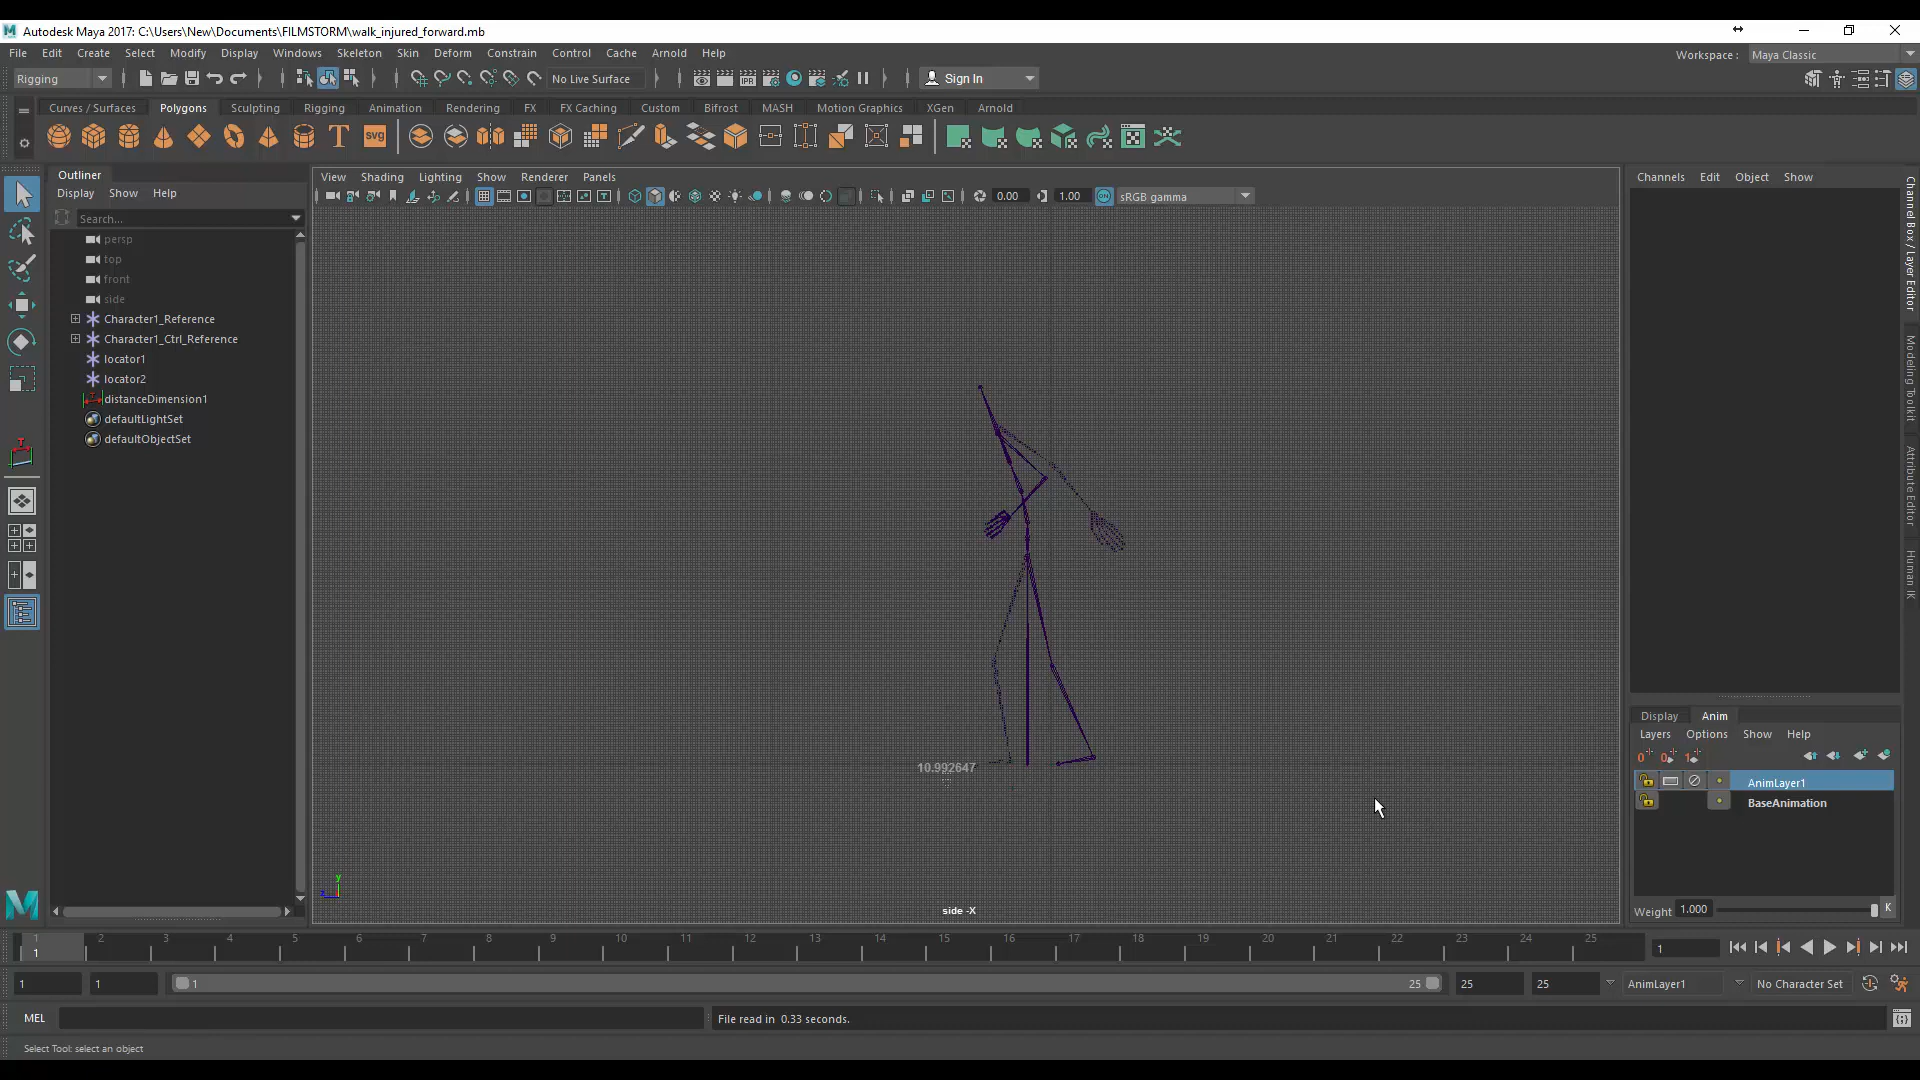 Autodesk Maya 2017: C:\Users\New\Documents\FILMSTORM\walk_injured_forward.mb
File Edit Create Select Modify Display Windows Skeleton Skin Deform Constrain Control Cache Arnold Help
Workspace : Maya Classic
Rigging No Live Surface IPR Sign In
Curves / Surfaces Polygons Sculpting Rigging Animation Rendering FX FX Caching Custom Bifrost MASH Motion Graphics XGen Arnold
T svg
Outliner
Display Show Help
Search...
persp
top
front
side
Character1_Reference
Character1_Ctrl_Reference
locator1
locator2
distanceDimension1
defaultLightSet
defaultObjectSet
View Shading Lighting Show Renderer Panels
0.00 1.00 ON sRGB gamma
10.992647
y
z
side -X
Channels Edit Object Show
Channel Box / Layer Editor
Modeling Toolkit
Attribute Editor
Human IK
Display Anim
Layers Options Show Help
0 0 1
AnimLayer1
BaseAnimation
Weight 1.000 K
1 2 3 4 5 6 7 8 9 10 11 12 13 14 15 16 17 18 19 20 21 22 23 24 25
1 1
1 1 1 25 25 25 AnimLayer1 No Character Set
MEL File read in 0.33 seconds.
Select Tool: select an object